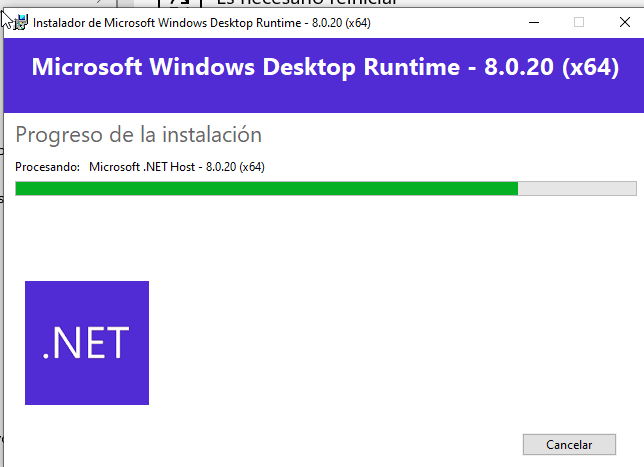 Es necesario reiniciar
Instalador de Microsoft Windows Desktop Runtime - 8.0.20 (x64)
Microsoft Windows Desktop Runtime - 8.0.20 (x64)
Progreso de la instalación
Procesando: Microsoft .NET Host - 8.0.20 (x64)
.NET
Cancelar